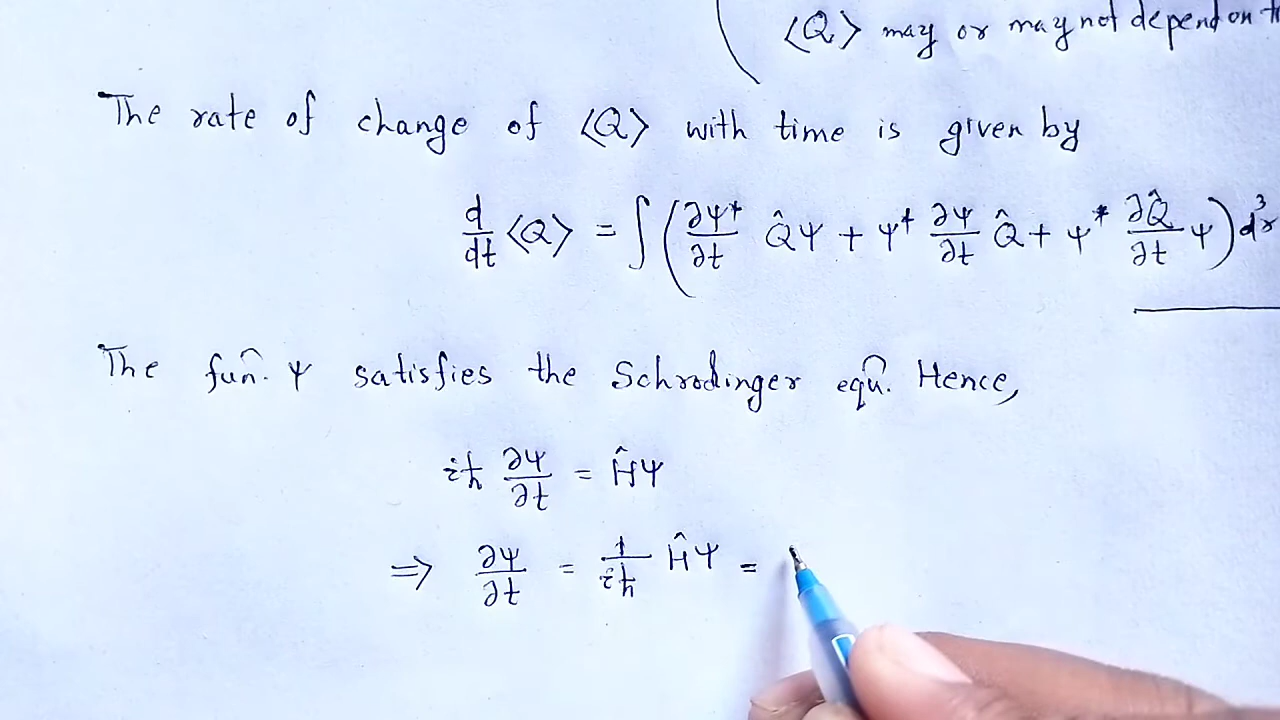 ⟨Q⟩ may or may not depend on
The rate of change of ⟨Q⟩ with time is given by
d/dt ⟨Q⟩ = ∫(∂ψ*/∂t Q̂ψ + ψ* ∂ψ/∂t Q̂ + ψ* ∂Q̂/∂t ψ) d³r
The fun̂. ψ satisfies the Schrodinger eqû. Hence,
iħ ∂ψ/∂t = Ĥψ
⇒ ∂ψ/∂t = 1/iħ Ĥψ =